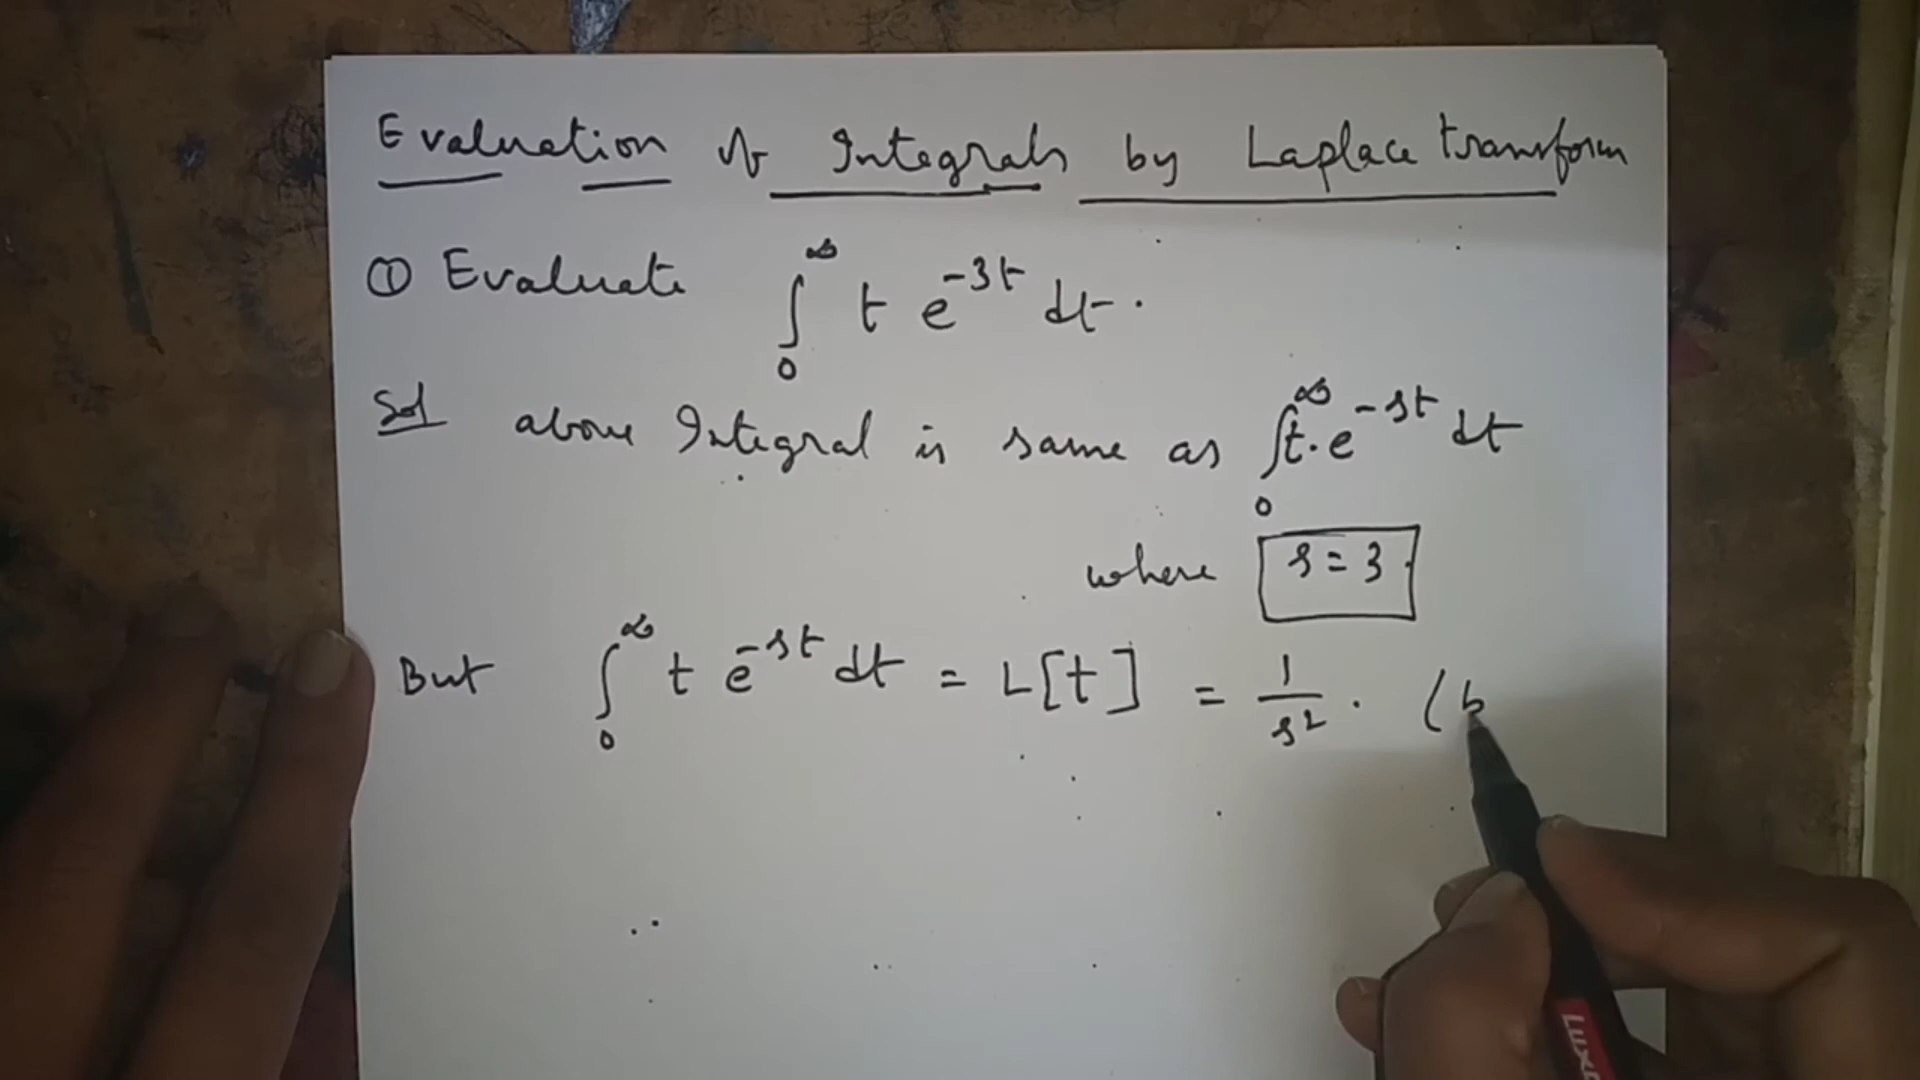 Evaluation of Integrals by Laplace transform
① Evaluate ∫₀^∞ t e^{-3t} dt.
Sol above Integral is same as ∫₀^∞ t. e^{-st} dt
where s = 3
But ∫₀^∞ t e^{-st} dt = L[t] = 1/s². (b
LUX